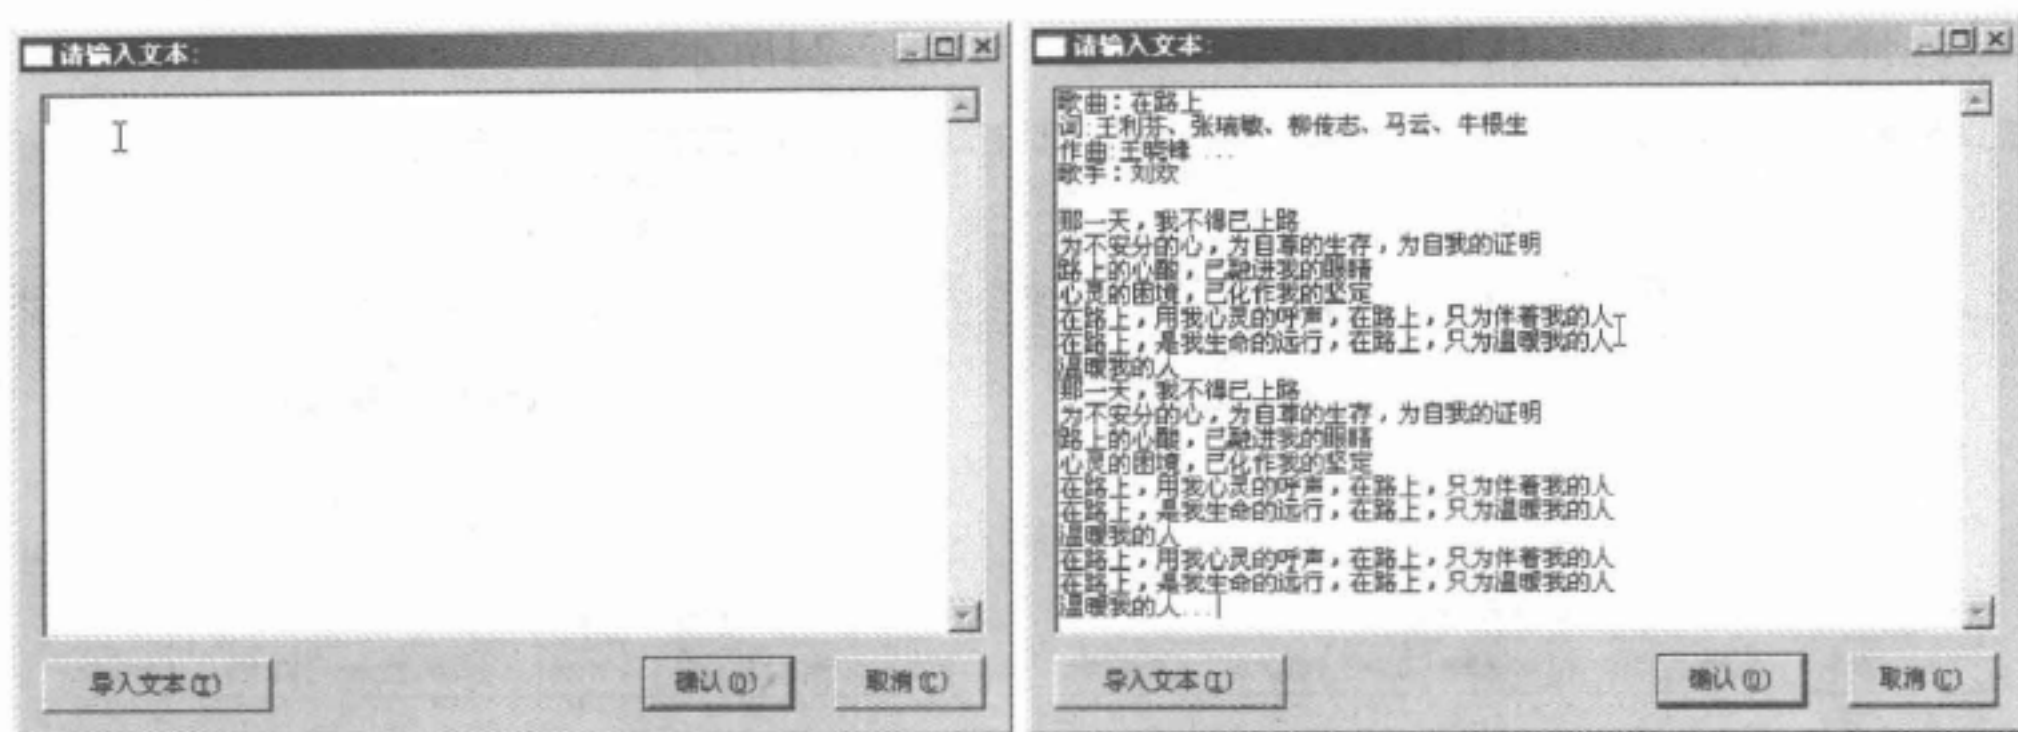 请输入文本:
导入文本(I)
确认(O)
取消(C)
请输入文本:
歌曲：在路上
词:王利芬、张瑞敏、柳传志、马云、牛根生
作曲:王晓锋 ...
歌手：刘欢
那一天，我不得已上路
为不安分的心，为自尊的生存，为自我的证明
路上的心酸，已融进我的眼睛
心灵的困境，已化作我的坚定
在路上，用我心灵的呼声，在路上，只为伴着我的人
在路上，是我生命的远行，在路上，只为温暖我的人
温暖我的人
那一天，我不得已上路
为不安分的心，为自尊的生存，为自我的证明
路上的心酸，已融进我的眼睛
心灵的困境，已化作我的坚定
在路上，用我心灵的呼声，在路上，只为伴着我的人
在路上，是我生命的远行，在路上，只为温暖我的人
温暖我的人
在路上，用我心灵的呼声，在路上，只为伴着我的人
在路上，是我生命的远行，在路上，只为温暖我的人
温暖我的人...
导入文本(I)
确认(O)
取消(C)